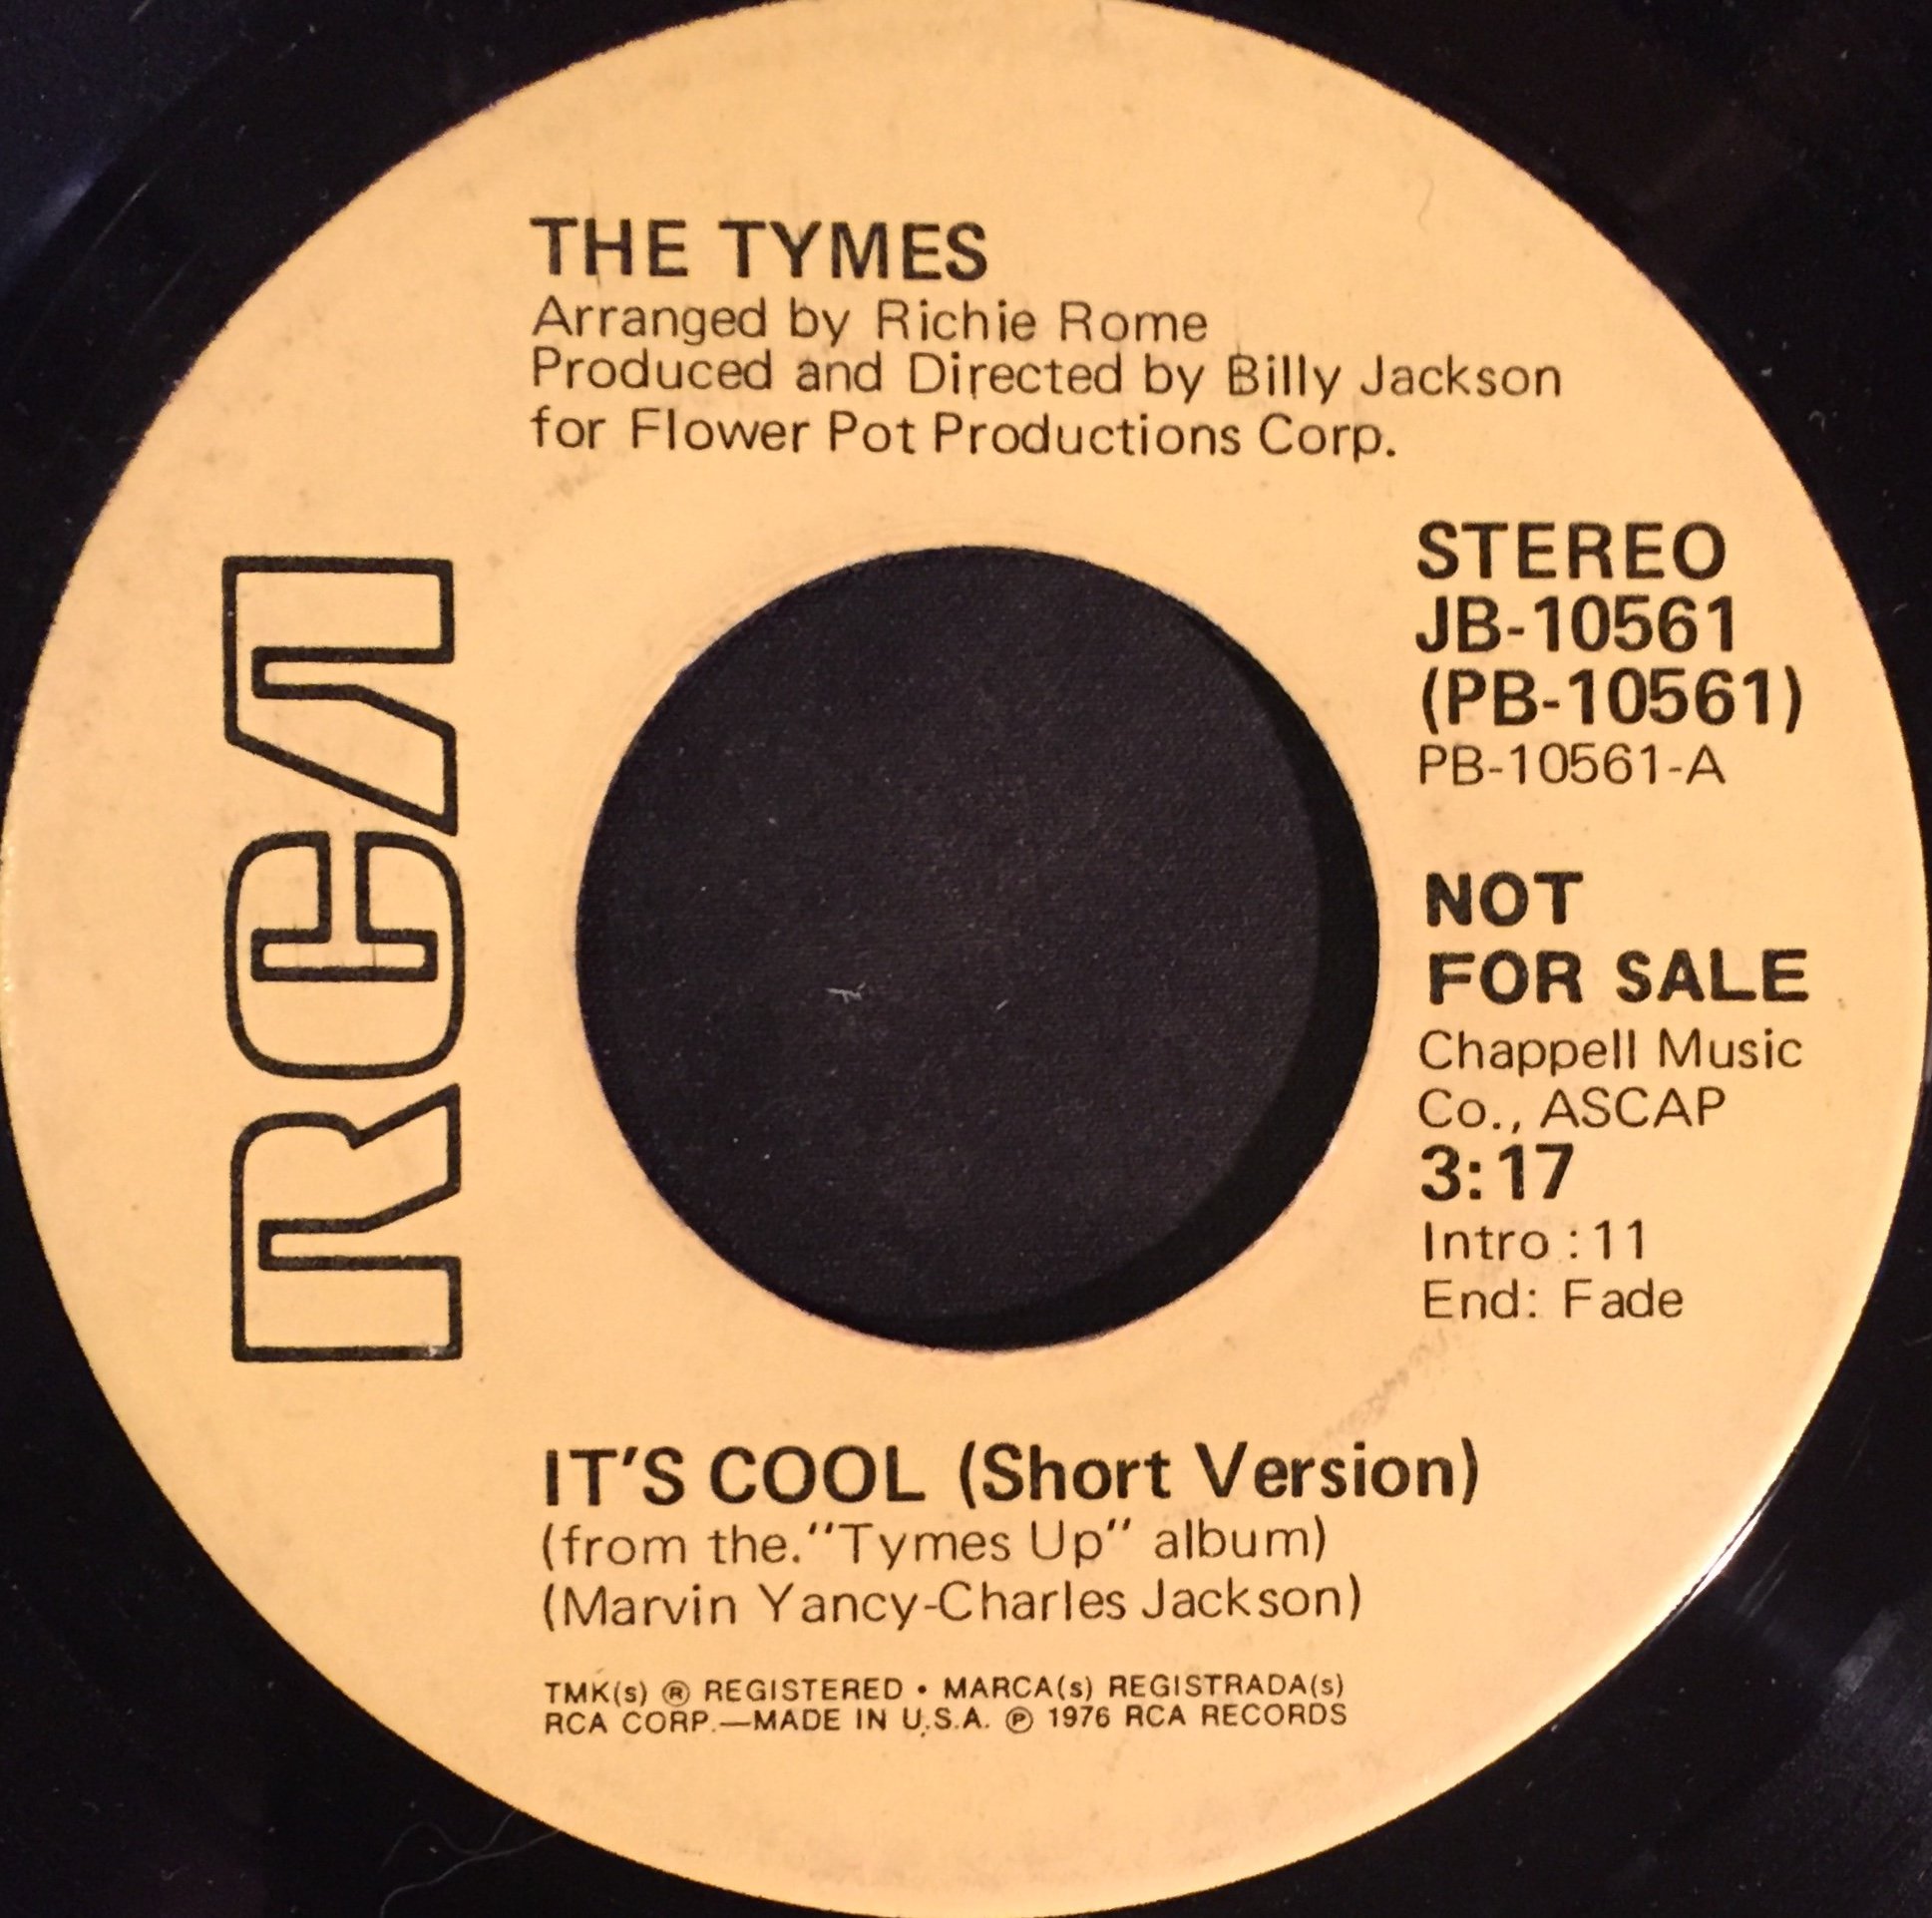 THE TYMES
Arranged by Richie Rome
Produced and Directed by Billy Jackson
for Flower Pot Productions Corp.
RCA
STEREO
JB-10561
(PB-10561)
PB-10561-A
NOT
FOR SALE
Chappell Music
Co., ASCAP
3:17
Intro :11
End: Fade
IT'S COOL (Short Version)
(from the."Tymes Up" album)
(Marvin Yancy-Charles Jackson)
TMK(s) ® REGISTERED • MARCA(s) REGISTRADA(s)
RCA CORP.—MADE IN U.S.A. ℗ 1976 RCA RECORDS